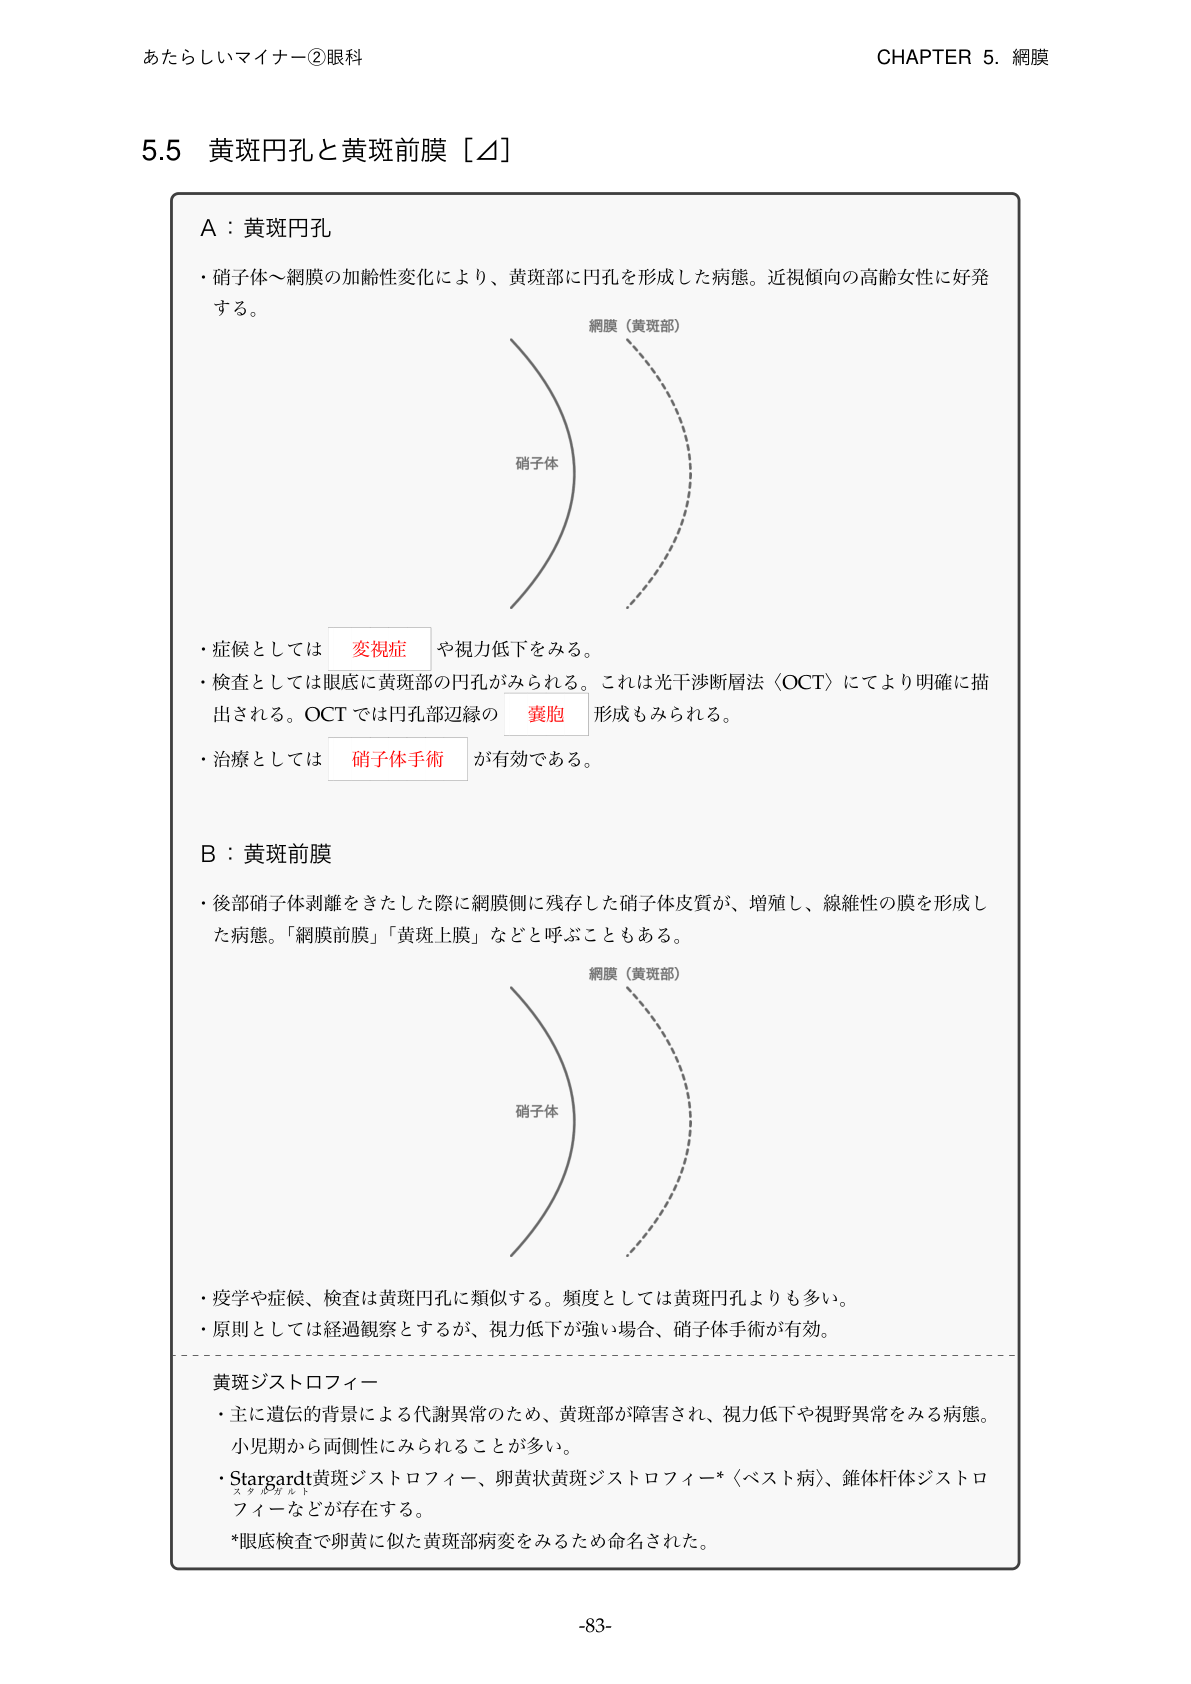 あたらしいマイナー②眼科
CHAPTER 5. 網膜
5.5 黄斑円孔と黄斑前膜［⊿］
A：黄斑円孔
・硝子体〜網膜の加齢性変化により、黄斑部に円孔を形成した病態。近視傾向の高齢女性に好発
する。
網膜（黄斑部）
硝子体
・症候としては 変視症 や視力低下をみる。
・検査としては眼底に黄斑部の円孔がみられる。これは光干渉断層法〈OCT〉にてより明確に描
出される。OCT では円孔部辺縁の 嚢胞 形成もみられる。
・治療としては 硝子体手術 が有効である。
B：黄斑前膜
・後部硝子体剥離をきたした際に網膜側に残存した硝子体皮質が、増殖し、線維性の膜を形成し
た病態。「網膜前膜」「黄斑上膜」などと呼ぶこともある。
網膜（黄斑部）
硝子体
・疫学や症候、検査は黄斑円孔に類似する。頻度としては黄斑円孔よりも多い。
・原則としては経過観察とするが、視力低下が強い場合、硝子体手術が有効。
黄斑ジストロフィー
・主に遺伝的背景による代謝異常のため、黄斑部が障害され、視力低下や視野異常をみる病態。
小児期から両側性にみられることが多い。
・Stargardt黄斑ジストロフィー、卵黄状黄斑ジストロフィー*〈ベスト病〉、錐体杆体ジストロ
スタルガルト
フィーなどが存在する。
*眼底検査で卵黄に似た黄斑部病変をみるため命名された。
-83-